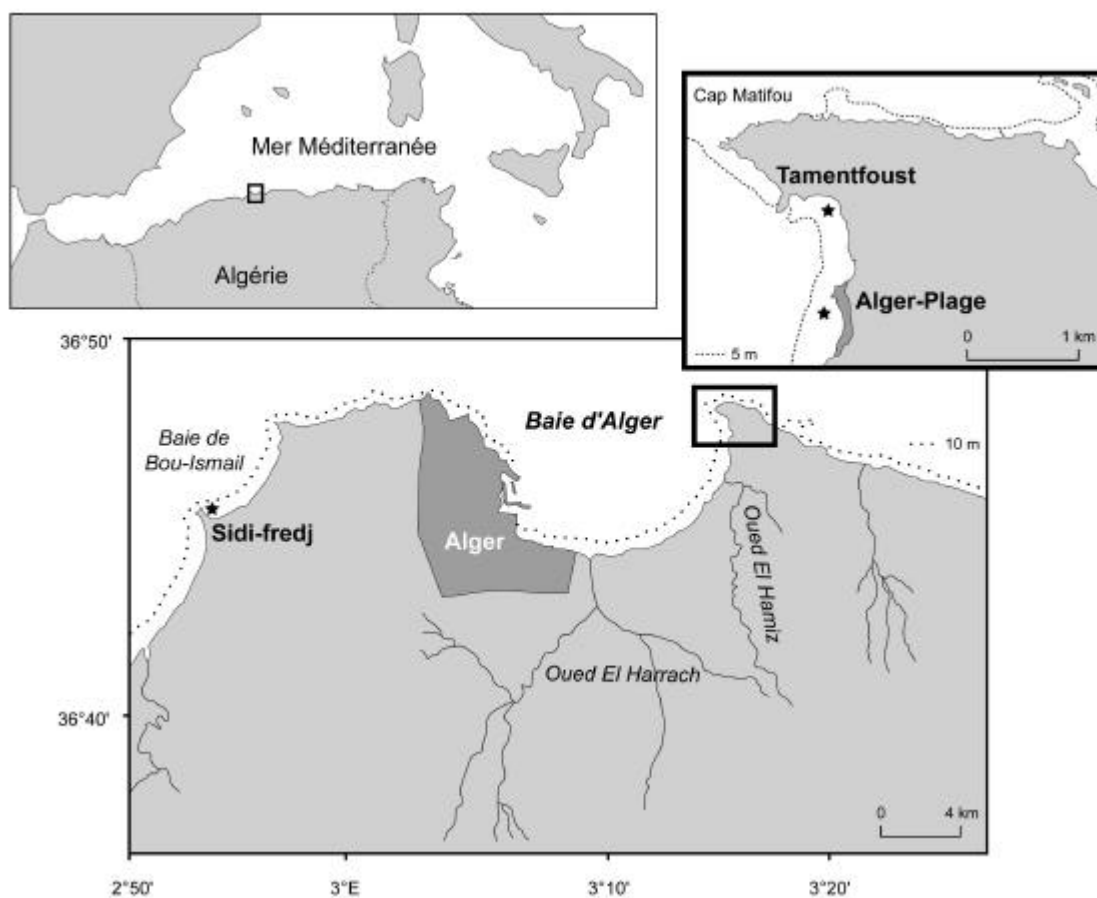 Mer Méditerranée
Algérie
Cap Matifou
Tamentfoust
Alger-Plage
0
1 km
5 m
36°50'
Baie d'Alger
10 m
Baie de
Bou-Ismail
Sidi-fredj
Alger
Oued El Hamiz
Oued El Harrach
36°40'
0
4 km
2°50'
3°E
3°10'
3°20'